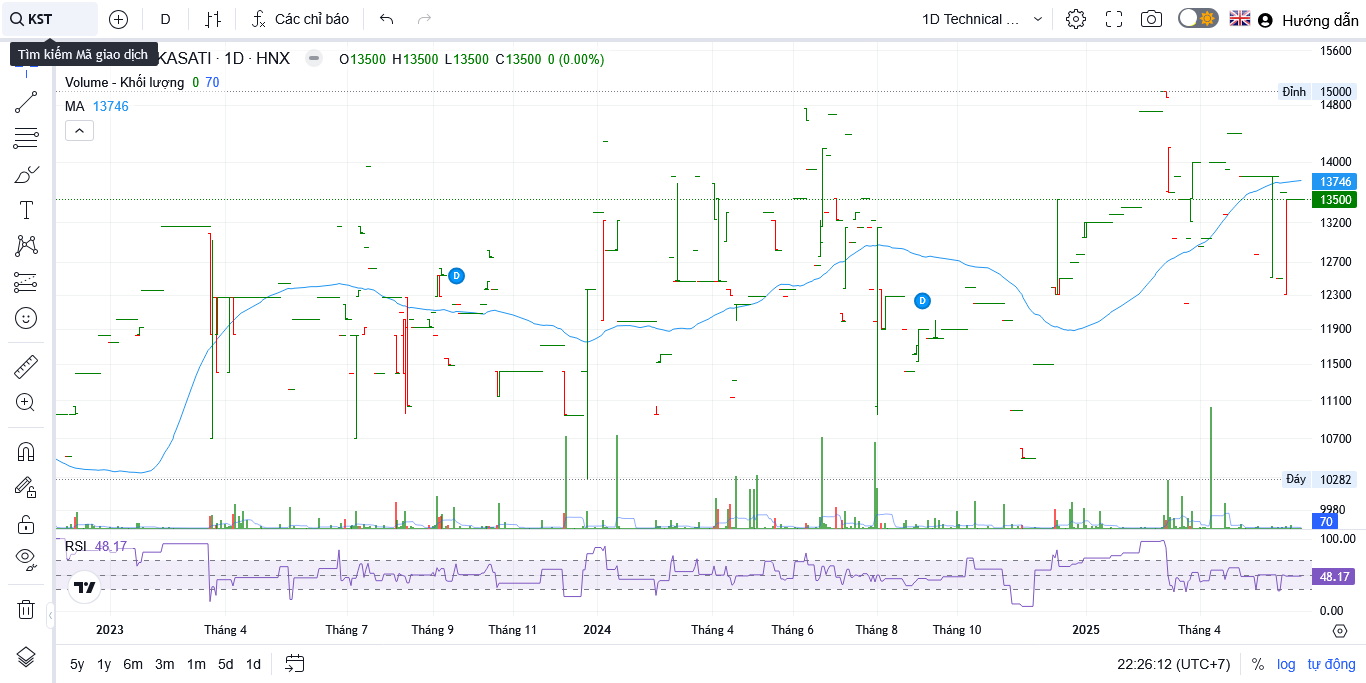 KST
D
Các chỉ báo
1D Technical ...
Hướng dẫn
Tìm kiếm Mã giao dịch
KASATI · 1D · HNX
O13500 H13500 L13500 C13500 0 (0.00%)
Volume - Khối lượng 0 70
MA 13746
15600
Đỉnh 15000
14800
14000
13746
13500
13200
12700
12300
11900
11500
11100
10700
Đáy 10282
9980
70
D
D
RSI 48.17
100.00
48.17
0.00
2023 Tháng 4 Tháng 7 Tháng 9 Tháng 11 2024 Tháng 4 Tháng 6 Tháng 8 Tháng 10 2025 Tháng 4
5y 1y 6m 3m 1m 5d 1d
22:26:12 (UTC+7) % log tự động